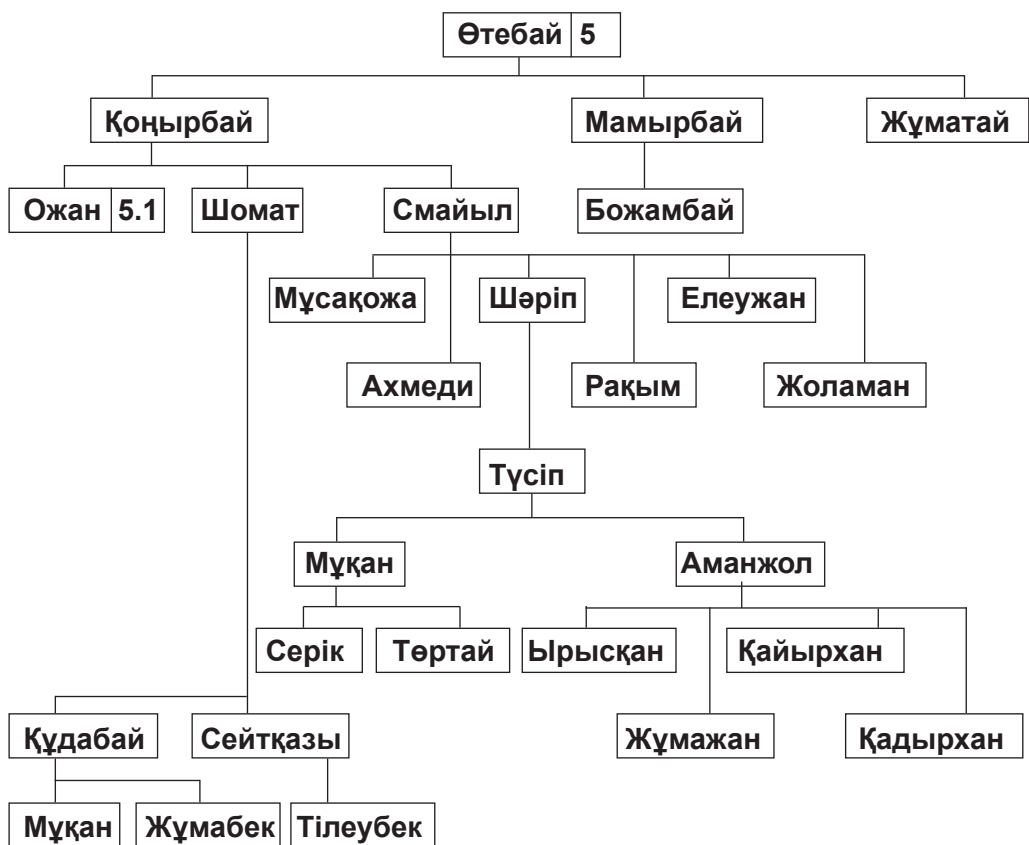 Өтебай 5
Қоңырбай Мамырбай Жұматай
Ожан 5.1 Шомат Смайыл Божамбай
Мұсақожа Шәріп Елеужан
Ахмеди Рақым Жоламан
Түсіп
Мұқан Аманжол
Серік Төртай Ырысқан Қайырхан
Құдабай Сейтқазы Жұмажан Қадырхан
Мұқан Жұмабек Тілеубек